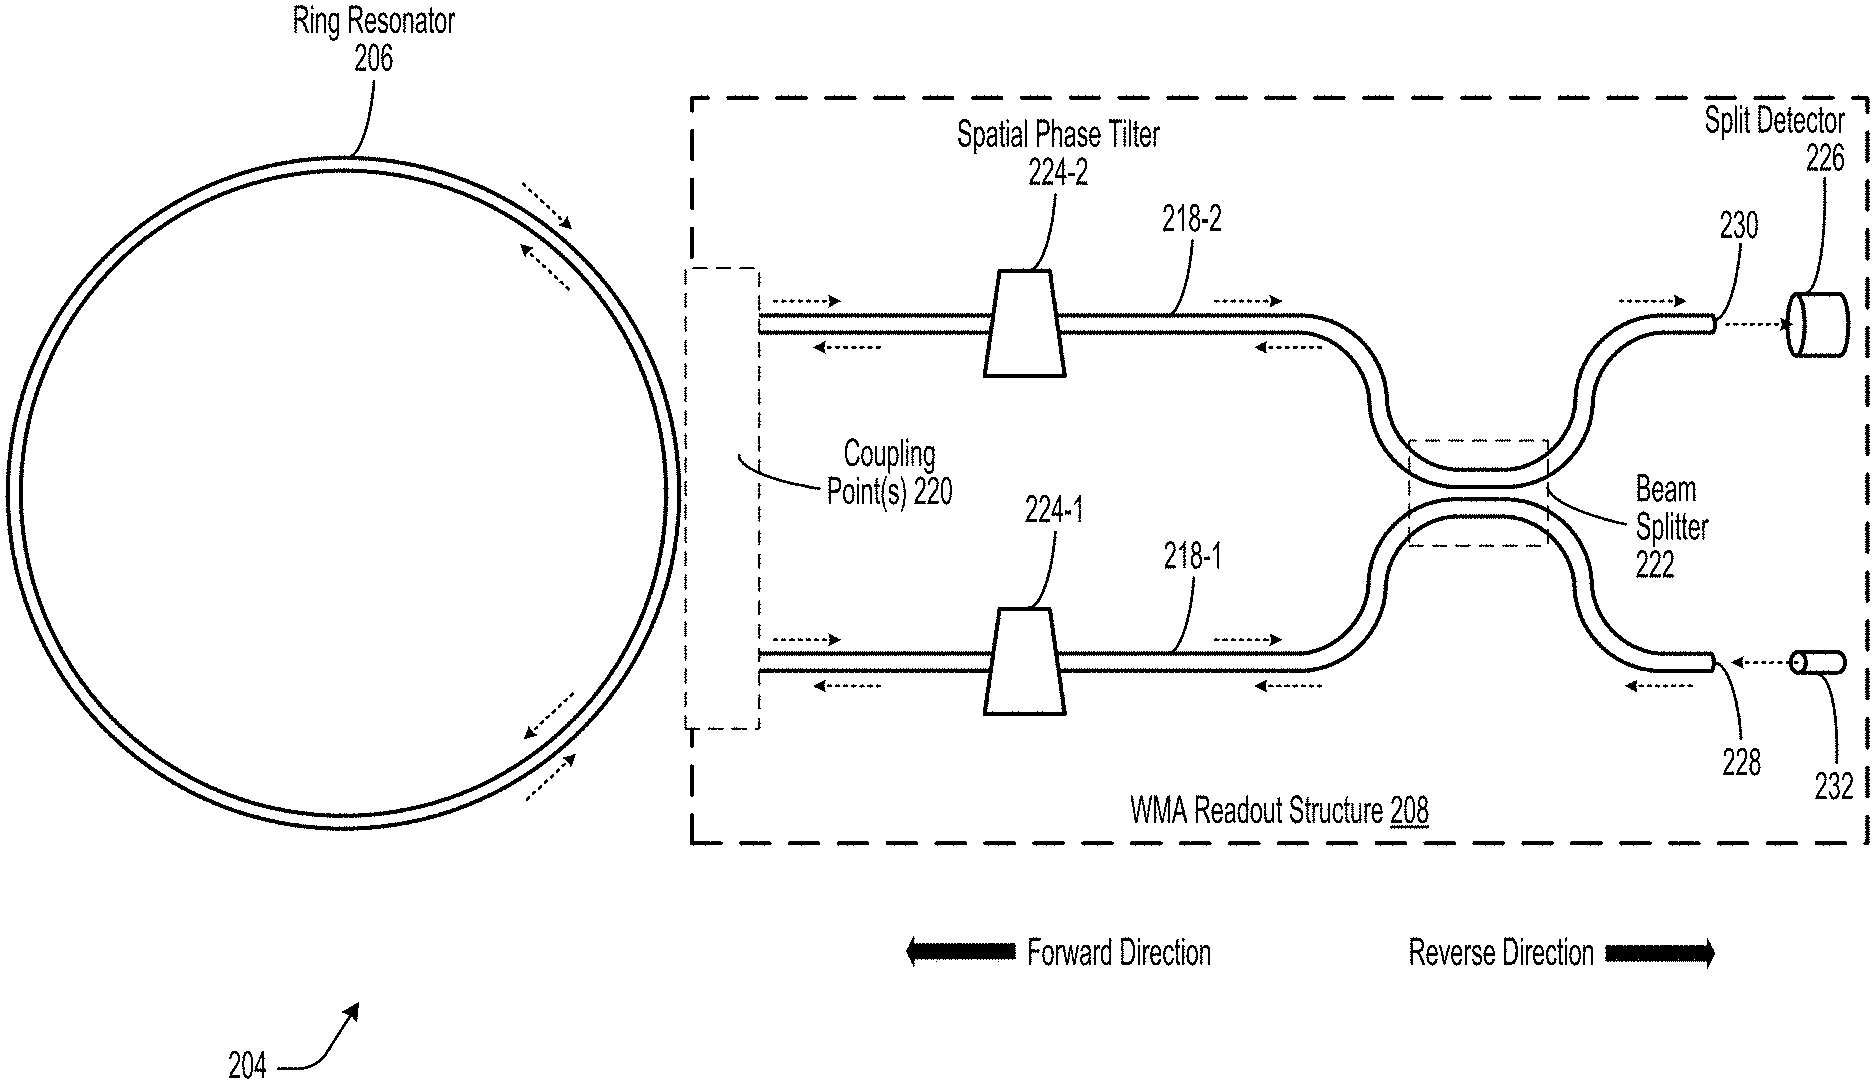 Ring Resonator
206
Spatial Phase Tilter
224-2
Split Detector
226
218-2
230
Coupling
Point(s) 220
224-1
218-1
Beam
Splitter
222
228
232
WMA Readout Structure 208
Forward Direction
Reverse Direction
204